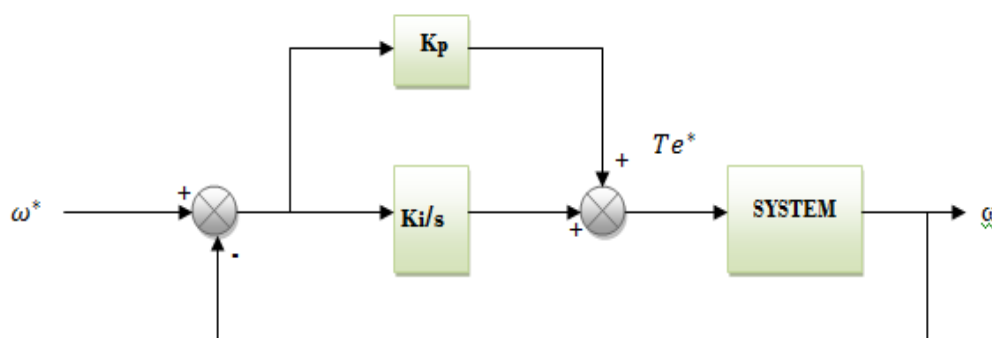 Kp
+
Te*
+
ω*
Ki/s
+
SYSTEM
-